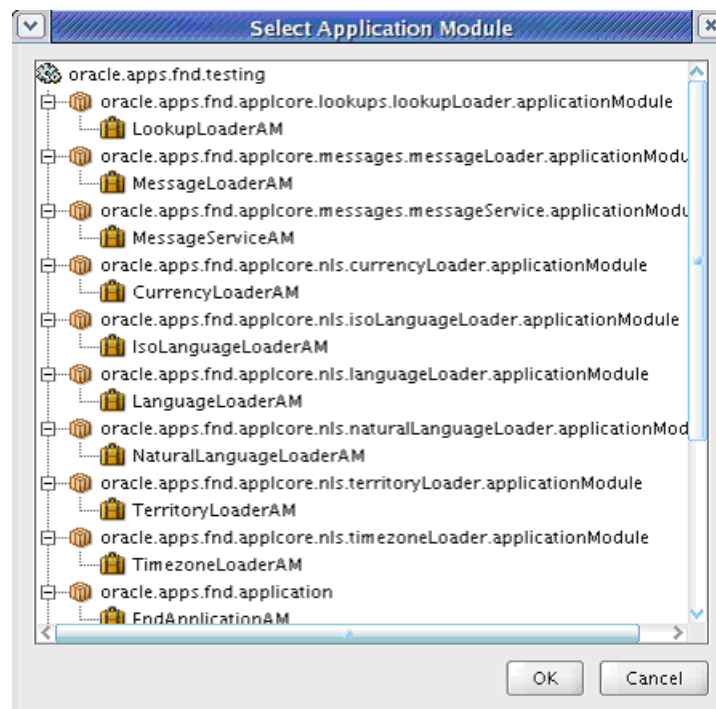 Select Application Module
oracle.apps.fnd.testing
oracle.apps.fnd.applcore.lookups.lookupLoader.applicationModule
LookupLoaderAM
oracle.apps.fnd.applcore.messages.messageLoader.applicationModu
MessageLoaderAM
oracle.apps.fnd.applcore.messages.messageService.applicationModu
MessageServiceAM
oracle.apps.fnd.applcore.nls.currencyLoader.applicationModule
CurrencyLoaderAM
oracle.apps.fnd.applcore.nls.isoLanguageLoader.applicationModule
IsoLanguageLoaderAM
oracle.apps.fnd.applcore.nls.languageLoader.applicationModule
LanguageLoaderAM
oracle.apps.fnd.applcore.nls.naturalLanguageLoader.applicationMod
NaturalLanguageLoaderAM
oracle.apps.fnd.applcore.nls.territoryLoader.applicationModule
TerritoryLoaderAM
oracle.apps.fnd.applcore.nls.timezoneLoader.applicationModule
TimezoneLoaderAM
oracle.apps.fnd.application
FndApplicationAM
OK Cancel